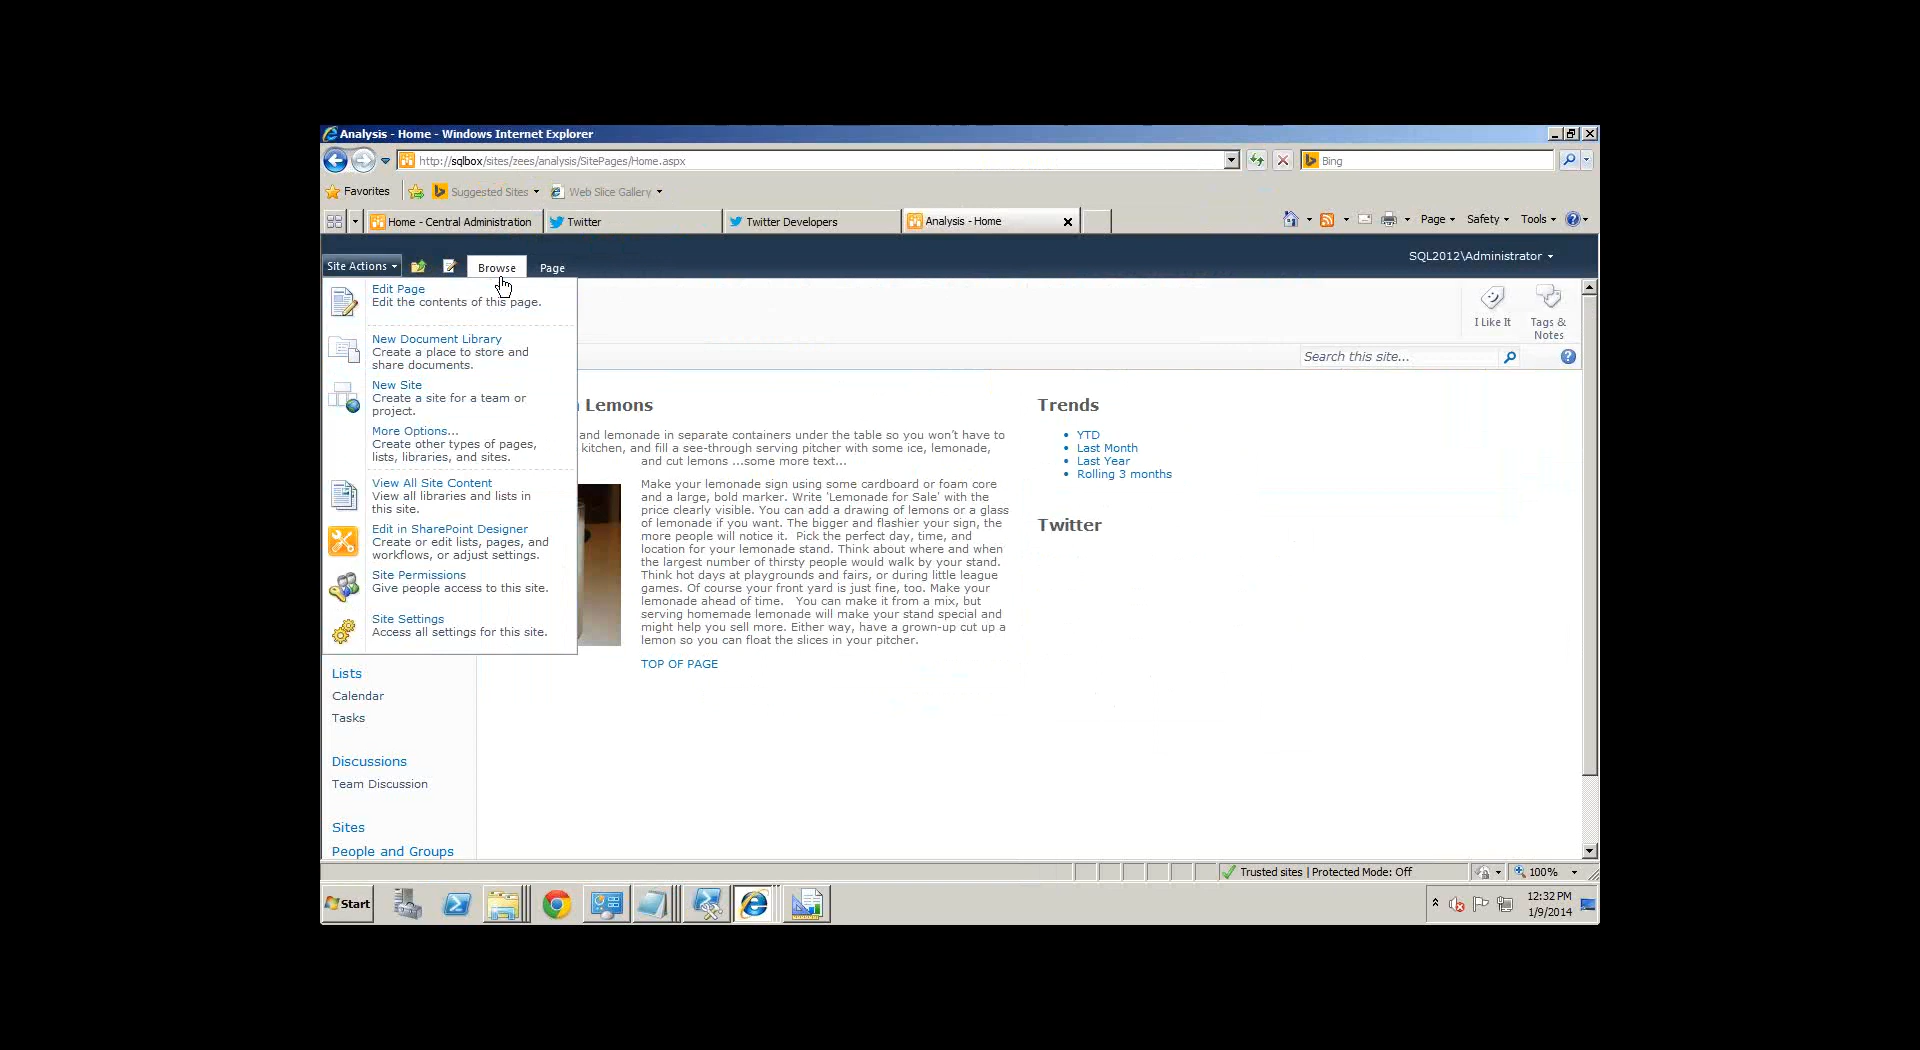 Analysis - Home - Windows Internet Explorer
http://sqlbox/sites/zees/analysis/SitePages/Home.aspx
Bing
Favorites
Suggested Sites
Web Slice Gallery
Home - Central Administration
Twitter
Twitter Developers
Analysis - Home
Page
Safety
Tools
Site Actions
Browse
Page
SQL2012\Administrator
Edit Page
Edit the contents of this page.
New Document Library
Create a place to store and
share documents.
New Site
Create a site for a team or
project.
More Options...
Create other types of pages,
lists, libraries, and sites.
View All Site Content
View all libraries and lists in
this site.
Edit in SharePoint Designer
Create or edit lists, pages, and
workflows, or adjust settings.
Site Permissions
Give people access to this site.
Site Settings
Access all settings for this site.
I Like It
Tags &
Notes
Search this site...
Lemons
and lemonade in separate containers under the table so you won't have to
kitchen, and fill a see-through serving pitcher with some ice, lemonade,
and cut lemons ...some more text...
Make your lemonade sign using some cardboard or foam core
and a large, bold marker. Write 'Lemonade for Sale' with the
price clearly visible. You can add a drawing of lemons or a glass
of lemonade if you want. The bigger and flashier your sign, the
more people will notice it. Pick the perfect day, time, and
location for your lemonade stand. Think about where and when
the largest number of thirsty people would walk by your stand.
Think hot days at playgrounds and fairs, or during little league
games. Of course your front yard is just fine, too. Make your
lemonade ahead of time. You can make it from a mix, but
serving homemade lemonade will make your stand special and
might help you sell more. Either way, have a grown-up cut up a
lemon so you can float the slices in your pitcher.
TOP OF PAGE
Trends
YTD
Last Month
Last Year
Rolling 3 months
Twitter
Lists
Calendar
Tasks
Discussions
Team Discussion
Sites
People and Groups
Trusted sites | Protected Mode: Off
100%
Start
12:32 PM
1/9/2014